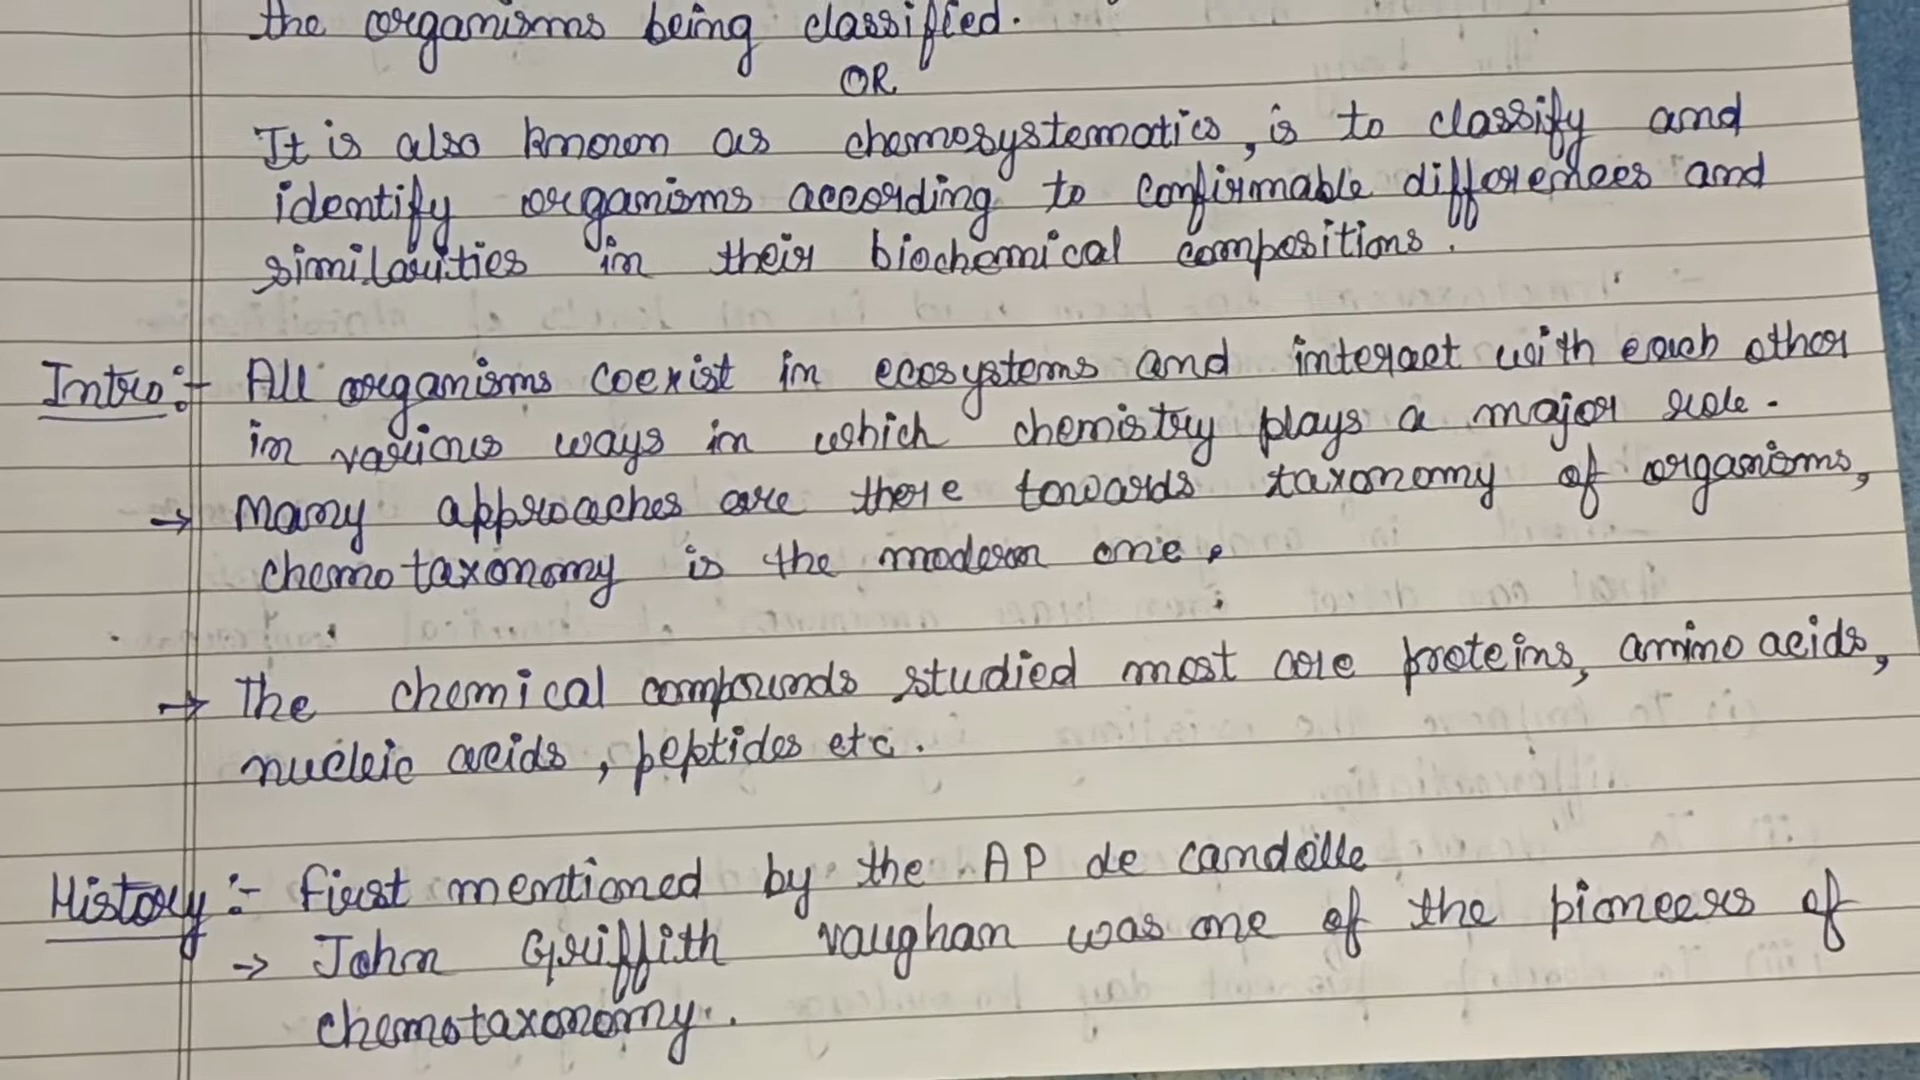 the organisms being classified.
OR
It is also known as chemosystematics, is to classify and
identify organisms according to confirmable differences and
similarities in their biochemical compositions.
Intro:- All organisms coexist in ecosystems and interact with each other
in various ways in which chemistry plays a major role.
→ Many approaches are there towards taxonomy of organisms,
chemotaxonomy is the modern one.
→ The chemical compounds studied most are proteins, amino acids,
nucleic acids, peptides etc.
History:- First mentioned by the AP de candolle
→ John Griffith vaughan was one of the pioneers of
chemotaxonomy.